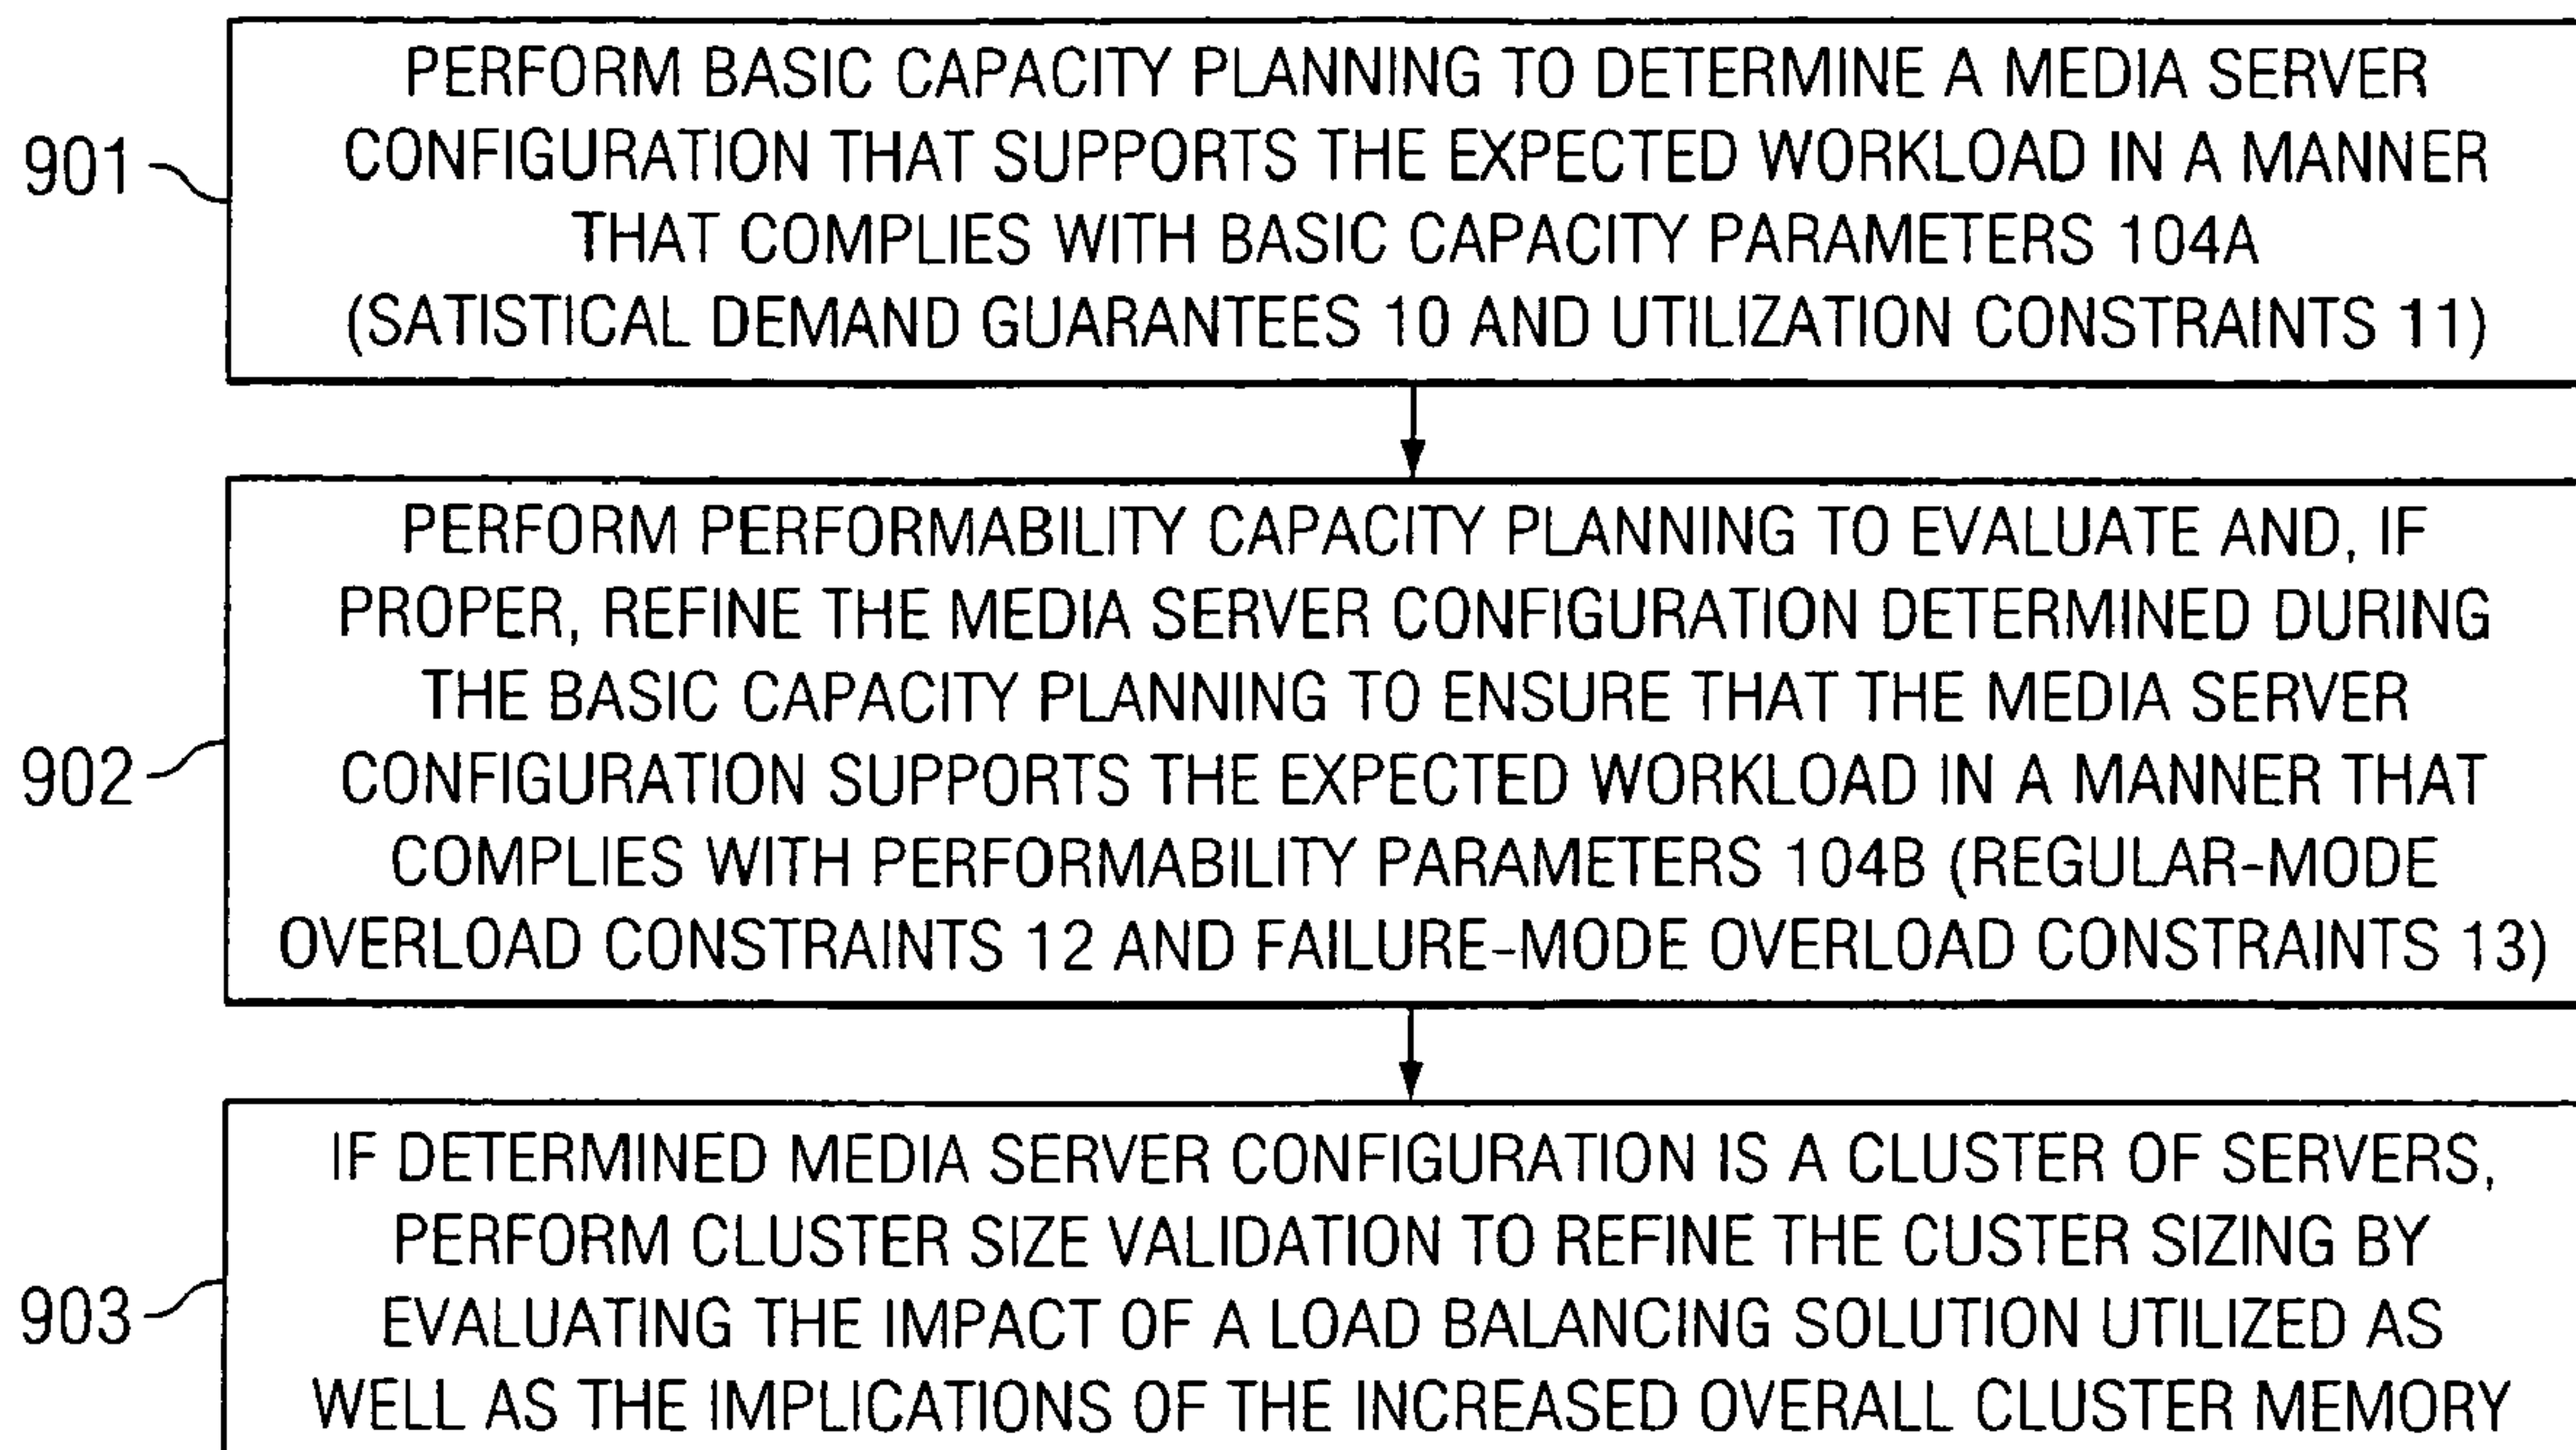 PERFORM BASIC CAPACITY PLANNING TO DETERMINE A MEDIA SERVER
CONFIGURATION THAT SUPPORTS THE EXPECTED WORKLOAD IN A MANNER
THAT COMPLIES WITH BASIC CAPACITY PARAMETERS 104A
(SATISTICAL DEMAND GUARANTEES 10 AND UTILIZATION CONSTRAINTS 11)
901
PERFORM PERFORMABILITY CAPACITY PLANNING TO EVALUATE AND, IF
PROPER, REFINE THE MEDIA SERVER CONFIGURATION DETERMINED DURING
THE BASIC CAPACITY PLANNING TO ENSURE THAT THE MEDIA SERVER
CONFIGURATION SUPPORTS THE EXPECTED WORKLOAD IN A MANNER THAT
COMPLIES WITH PERFORMABILITY PARAMETERS 104B (REGULAR-MODE
OVERLOAD CONSTRAINTS 12 AND FAILURE-MODE OVERLOAD CONSTRAINTS 13)
902
IF DETERMINED MEDIA SERVER CONFIGURATION IS A CLUSTER OF SERVERS,
PERFORM CLUSTER SIZE VALIDATION TO REFINE THE CUSTER SIZING BY
EVALUATING THE IMPACT OF A LOAD BALANCING SOLUTION UTILIZED AS
WELL AS THE IMPLICATIONS OF THE INCREASED OVERALL CLUSTER MEMORY
903